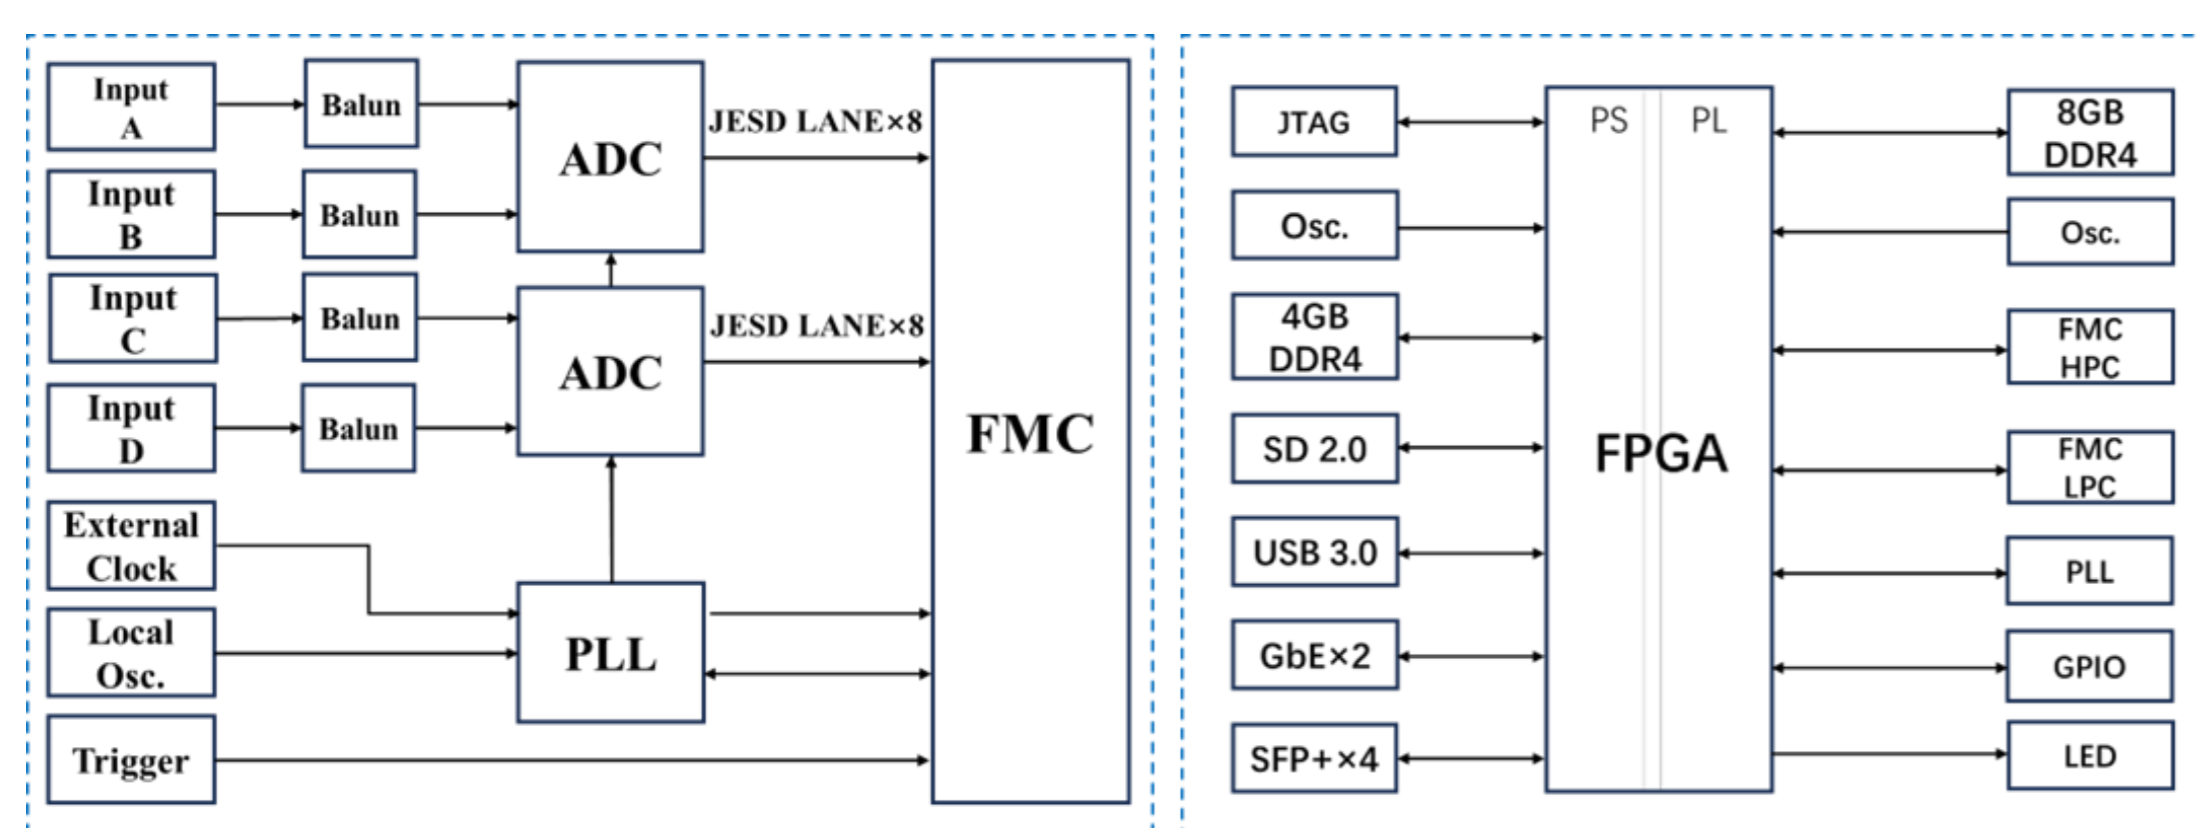 Input
A
Balun
Input
B
Balun
ADC
JESD LANE×8
Input
C
Balun
Input
D
Balun
ADC
JESD LANE×8
External
Clock
Local
Osc.
PLL
Trigger
FMC
JTAG
Osc.
4GB
DDR4
SD 2.0
USB 3.0
GbE×2
SFP+×4
PS
PL
FPGA
8GB
DDR4
Osc.
FMC
HPC
FMC
LPC
PLL
GPIO
LED